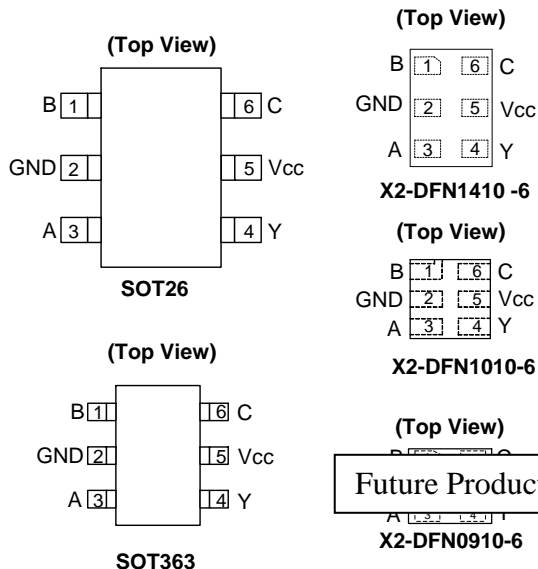 (Top View)
B 1 6 C
GND 2 5 Vcc
A 3 4 Y
SOT26
(Top View)
B 1 6 C
GND 2 5 Vcc
A 3 4 Y
SOT363
(Top View)
B 1 6 C
GND 2 5 Vcc
A 3 4 Y
X2-DFN1410 -6
(Top View)
B 1 6 C
GND 2 5 Vcc
A 3 4 Y
X2-DFN1010-6
(Top View)
Future Produc
A 3 4
X2-DFN0910-6